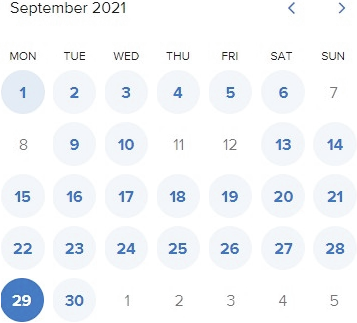 September 2021
MON TUE WED THU FRI SAT SUN
1 2 3 4 5 6 7
8 9 10 11 12 13 14
15 16 17 18 19 20 21
22 23 24 25 26 27 28
29 30 1 2 3 4 5